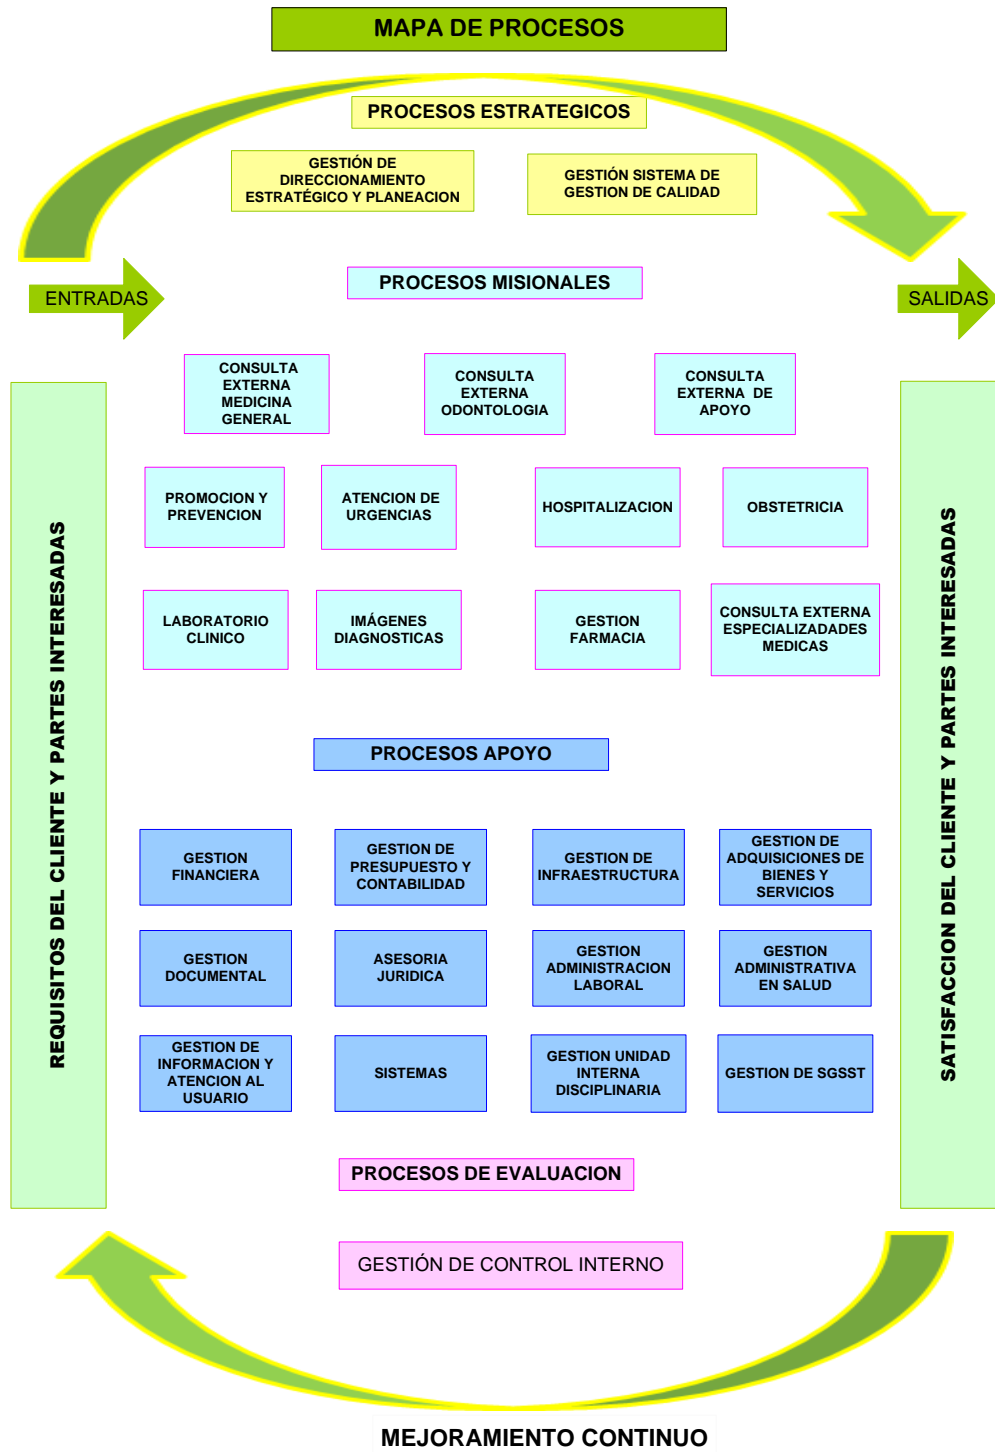 MAPA DE PROCESOS
PROCESOS ESTRATEGICOS
GESTIÓN DE
DIRECCIONAMIENTO
ESTRATÉGICO Y PLANEACION
GESTIÓN SISTEMA DE
GESTION DE CALIDAD
ENTRADAS
PROCESOS MISIONALES
SALIDAS
REQUISITOS DEL CLIENTE Y PARTES INTERESADAS
CONSULTA
EXTERNA
MEDICINA
GENERAL
CONSULTA
EXTERNA
ODONTOLOGIA
CONSULTA
EXTERNA DE
APOYO
PROMOCION Y
PREVENCION
ATENCION DE
URGENCIAS
HOSPITALIZACION
OBSTETRICIA
LABORATORIO
CLINICO
IMÁGENES
DIAGNOSTICAS
GESTION
FARMACIA
CONSULTA EXTERNA
ESPECIALIZADADES
MEDICAS
PROCESOS APOYO
GESTION
FINANCIERA
GESTION DE
PRESUPUESTO Y
CONTABILIDAD
GESTION DE
INFRAESTRUCTURA
GESTION DE
ADQUISICIONES DE
BIENES Y
SERVICIOS
GESTION
DOCUMENTAL
ASESORIA
JURIDICA
GESTION
ADMINISTRACION
LABORAL
GESTION
ADMINISTRATIVA
EN SALUD
GESTION DE
INFORMACION Y
ATENCION AL
USUARIO
SISTEMAS
GESTION UNIDAD
INTERNA
DISCIPLINARIA
GESTION DE SGSST
SATISFACCION DEL CLIENTE Y PARTES INTERESADAS
PROCESOS DE EVALUACION
GESTIÓN DE CONTROL INTERNO
MEJORAMIENTO CONTINUO